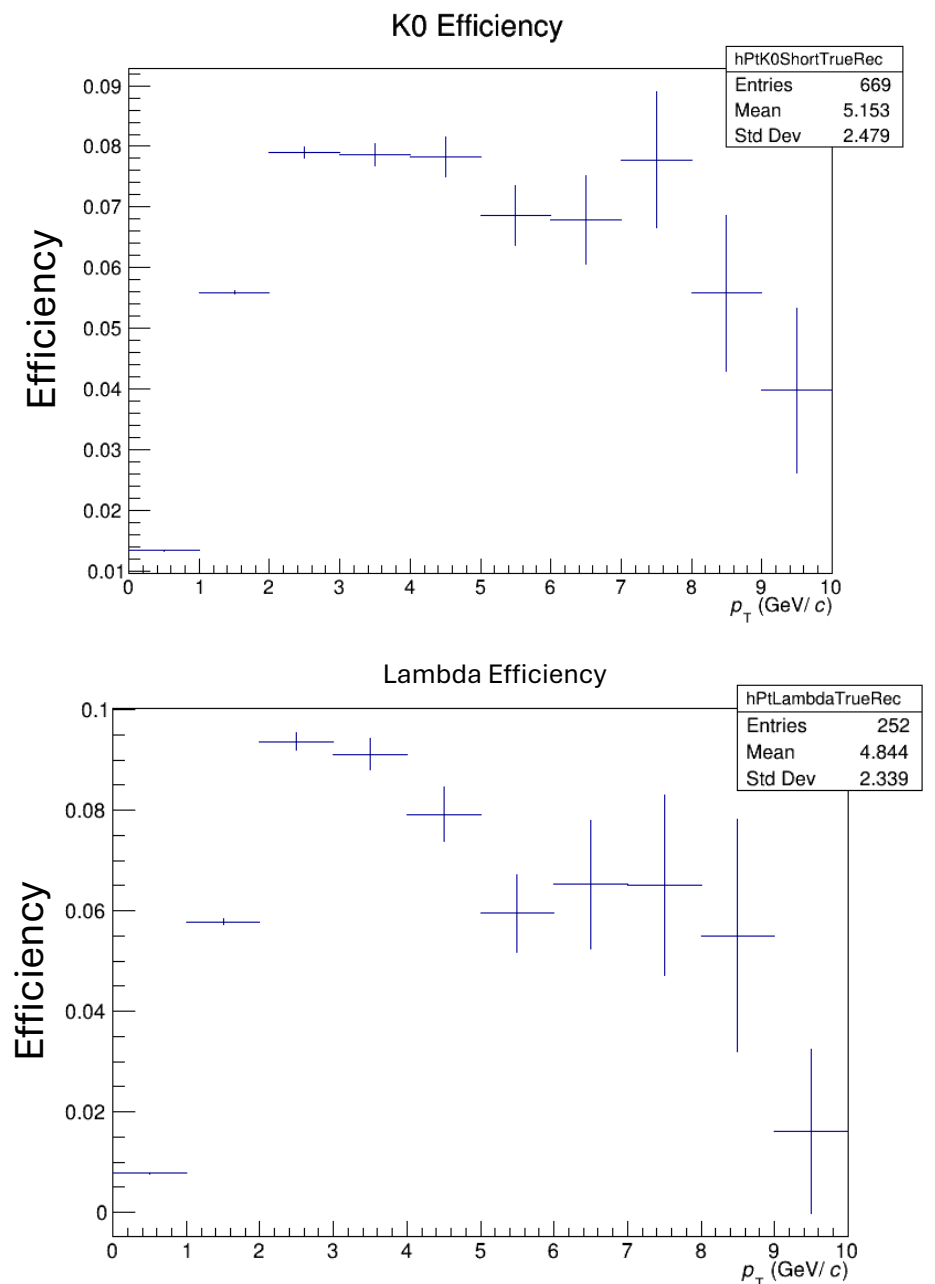 K0 Efficiency
hPtK0ShortTrueRec
Entries 669
Mean 5.153
Std Dev 2.479
Efficiency
0.09
0.08
0.07
0.06
0.05
0.04
0.03
0.02
0.01
0 1 2 3 4 5 6 7 8 9 10
p_T (GeV/ c)
Lambda Efficiency
hPtLambdaTrueRec
Entries 252
Mean 4.844
Std Dev 2.339
Efficiency
0.1
0.08
0.06
0.04
0.02
0
0 1 2 3 4 5 6 7 8 9 10
p_T (GeV/ c)